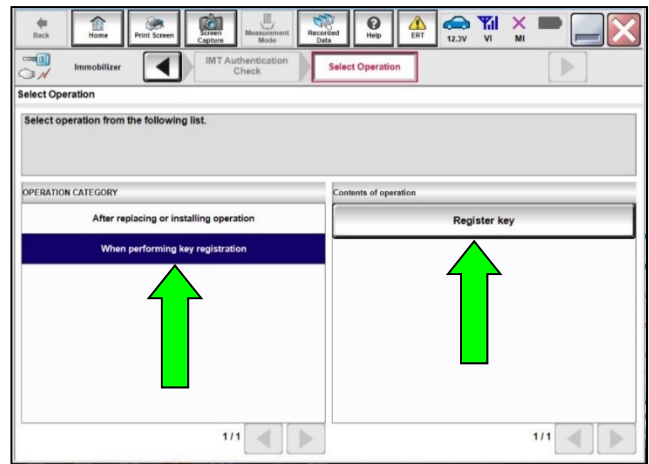 Back
Home
Print Screen
Screen
Capture
Measurement
Mode
Recorded
Data
Help
ERT
12.3V
VI
MI
Immobilizer
IMT Authentication
Check
Select Operation
Select Operation
Select operation from the following list.
OPERATION CATEGORY
Contents of operation
After replacing or installing operation
Register key
When performing key registration
1/1
1/1